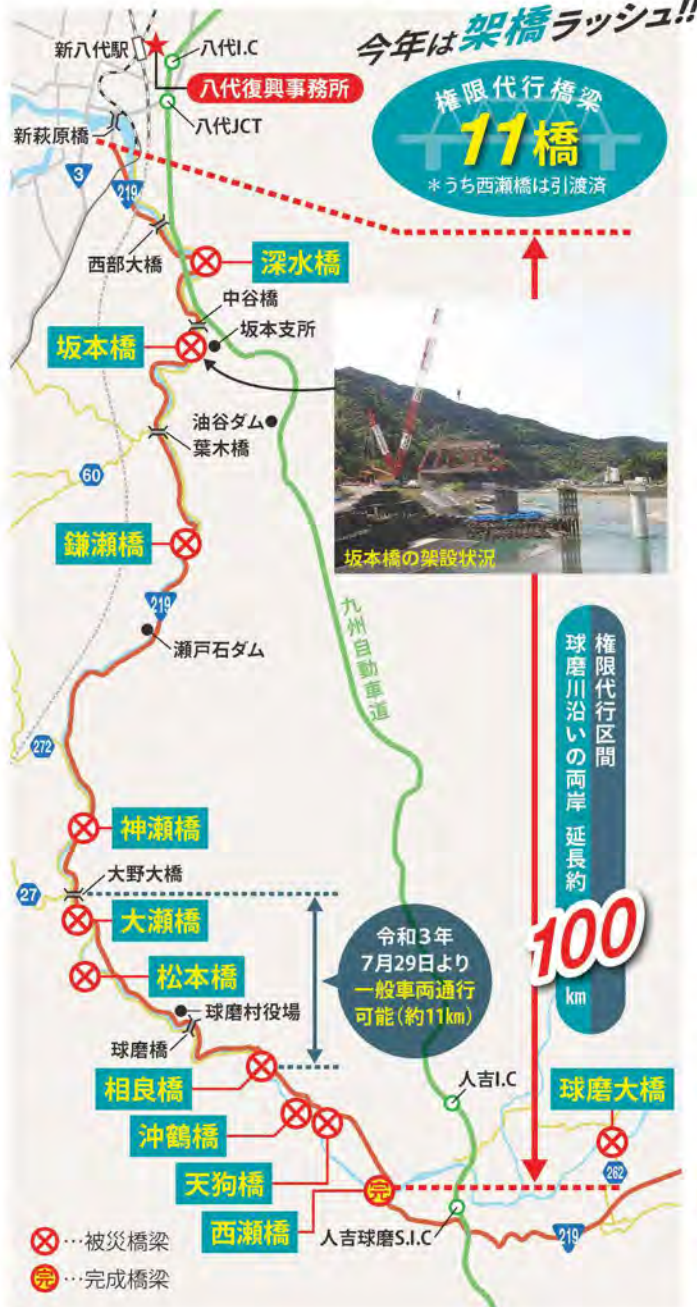 今年は架橋ラッシュ!!
権限代行橋梁
11橋
*うち西瀬橋は引渡済
新八代駅
八代I.C
八代復興事務所
八代JCT
新萩原橋
3
219
西部大橋
深水橋
中谷橋
坂本支所
坂本橋
油谷ダム
葉木橋
60
鎌瀬橋
坂本橋の架設状況
219
瀬戸石ダム
九州自動車道
権限代行区間
球磨川沿いの両岸 延長約
100
km
272
神瀬橋
大野大橋
27
大瀬橋
松本橋
令和3年
7月29日より
一般車両通行
可能(約11km)
球磨村役場
球磨橋
相良橋
人吉I.C
球磨大橋
沖鶴橋
天狗橋
262
西瀬橋
完
人吉球磨S.I.C
219
…被災橋梁
完…完成橋梁